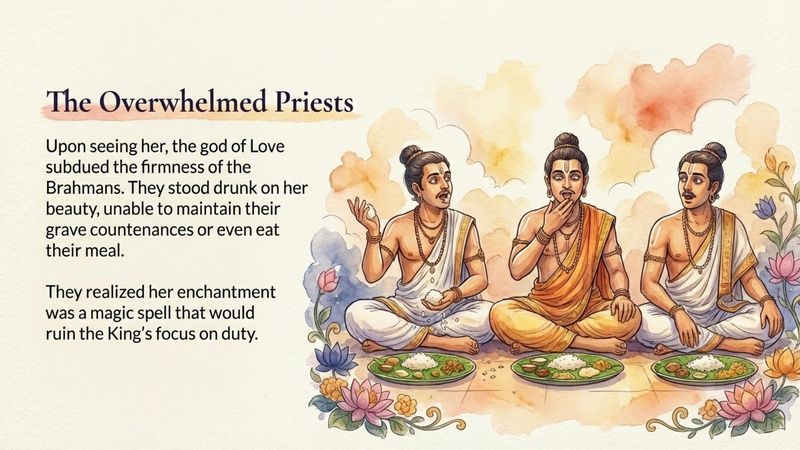 The Overwhelmed Priests
Upon seeing her, the god of Love
subdued the firmness of the
Brahmans. They stood drunk on her
beauty, unable to maintain their
grave countenances or even eat
their meal.
They realized her enchantment
was a magic spell that would
ruin the King’s focus on duty.